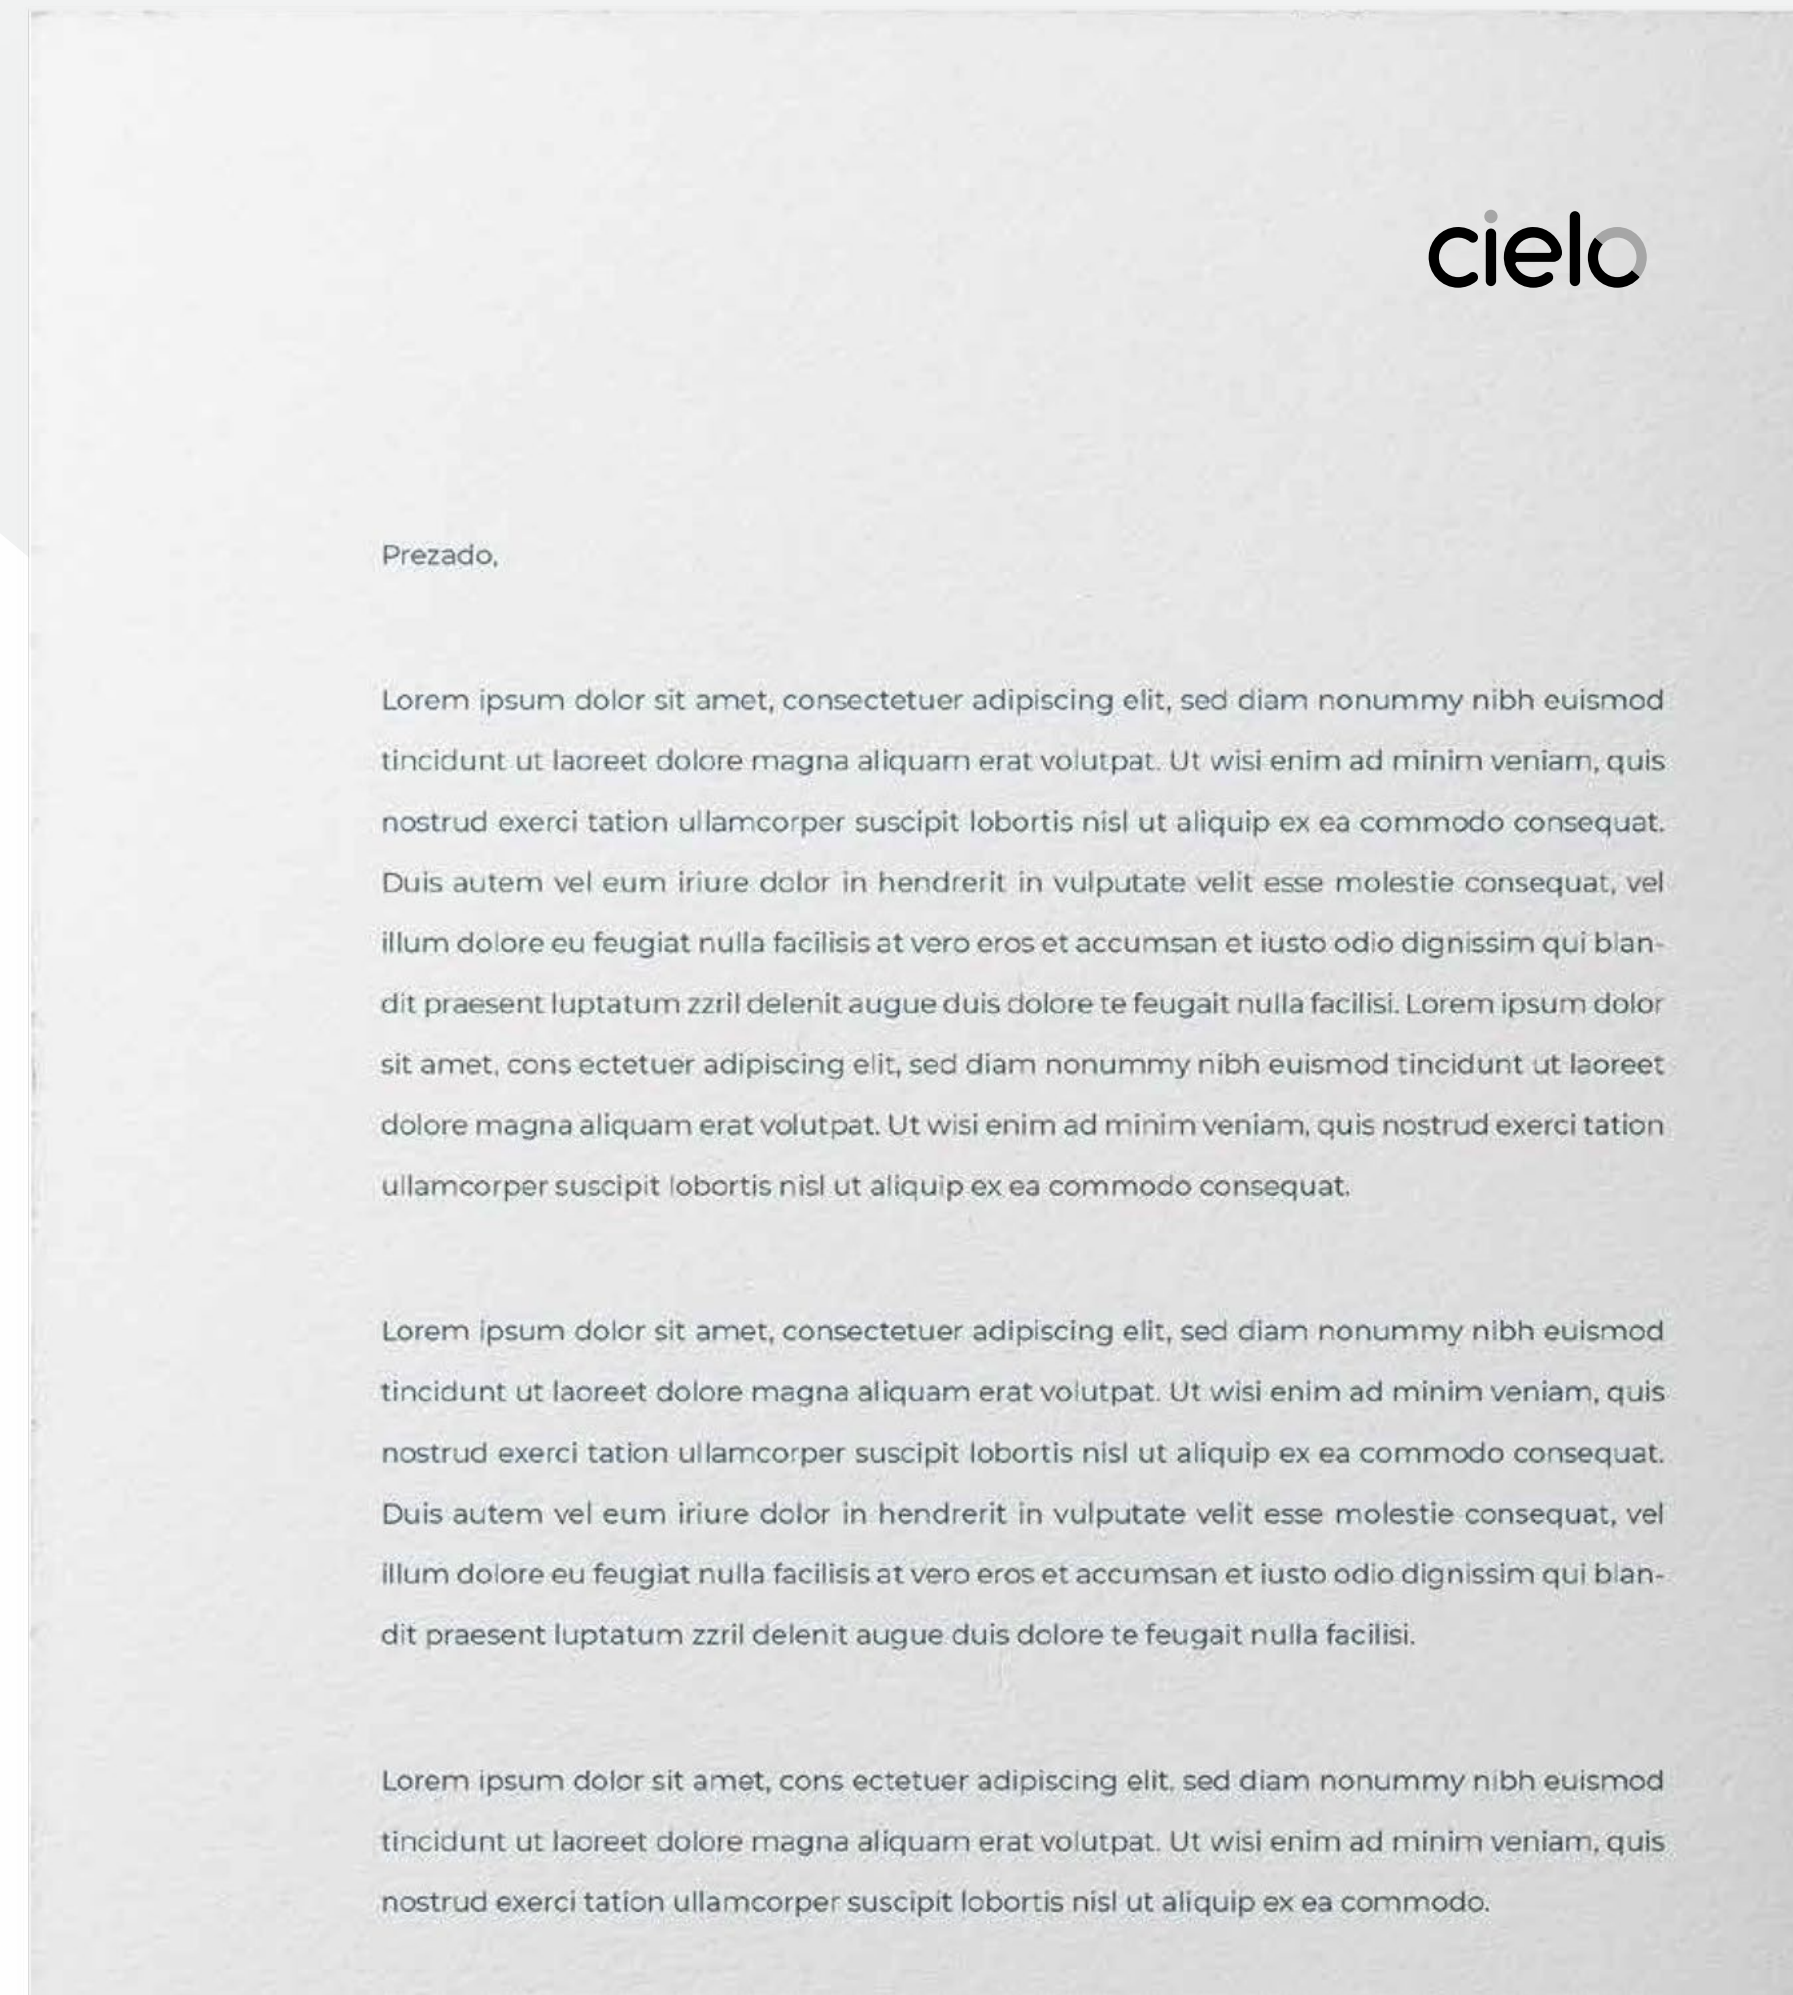 cielo
Prezado,
Lorem ipsum dolor sit amet, consectetuer adipiscing elit, sed diam nonummy nibh euismod
tincidunt ut laoreet dolore magna aliquam erat volutpat. Ut wisi enim ad minim veniam, quis
nostrud exerci tation ullamcorper suscipit lobortis nisl ut aliquip ex ea commodo consequat.
Duis autem vel eum iriure dolor in hendrerit in vulputate velit esse molestie consequat, vel
illum dolore eu feugiat nulla facilisis at vero eros et accumsan et iusto odio dignissim qui blan-
dit praesent luptatum zzril delenit augue duis dolore te feugait nulla facilisi. Lorem ipsum dolor
sit amet, cons ectetuer adipiscing elit, sed diam nonummy nibh euismod tincidunt ut laoreet
dolore magna aliquam erat volutpat. Ut wisi enim ad minim veniam, quis nostrud exerci tation
ullamcorper suscipit lobortis nisl ut aliquip ex ea commodo consequat.
Lorem ipsum dolor sit amet, consectetuer adipiscing elit, sed diam nonummy nibh euismod
tincidunt ut laoreet dolore magna aliquam erat volutpat. Ut wisi enim ad minim veniam, quis
nostrud exerci tation ullamcorper suscipit lobortis nisl ut aliquip ex ea commodo consequat.
Duis autem vel eum iriure dolor in hendrerit in vulputate velit esse molestie consequat, vel
illum dolore eu feugiat nulla facilisis at vero eros et accumsan et iusto odio dignissim qui blan-
dit praesent luptatum zzril delenit augue duis dolore te feugait nulla facilisi.
Lorem ipsum dolor sit amet, cons ectetuer adipiscing elit, sed diam nonummy nibh euismod
tincidunt ut laoreet dolore magna aliquam erat volutpat. Ut wisi enim ad minim veniam, quis
nostrud exerci tation ullamcorper suscipit lobortis nisl ut aliquip ex ea commodo.